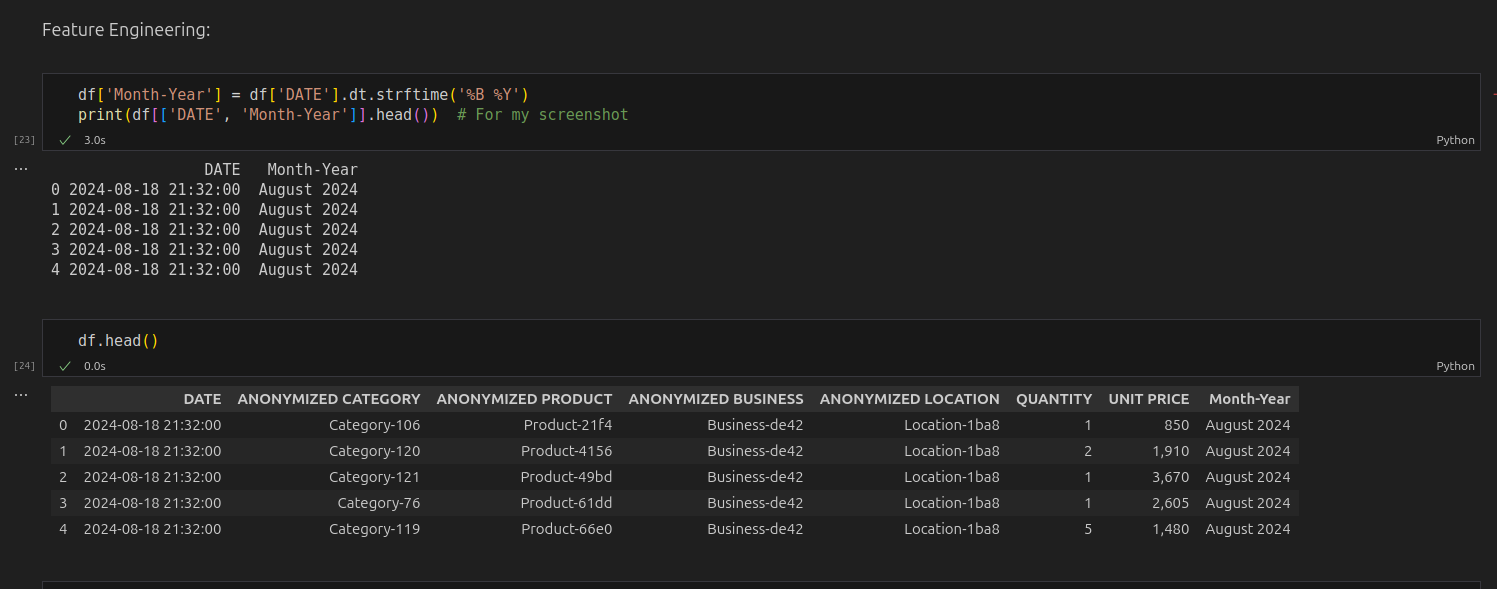 Feature Engineering:
df['Month-Year'] = df['DATE'].dt.strftime('%B %Y')
print(df[['DATE', 'Month-Year']].head())  # For my screenshot
[23] ✓ 3.0s Python
... DATE Month-Year
0 2024-08-18 21:32:00 August 2024
1 2024-08-18 21:32:00 August 2024
2 2024-08-18 21:32:00 August 2024
3 2024-08-18 21:32:00 August 2024
4 2024-08-18 21:32:00 August 2024
df.head()
[24] ✓ 0.0s Python
... DATE ANONYMIZED CATEGORY ANONYMIZED PRODUCT ANONYMIZED BUSINESS ANONYMIZED LOCATION QUANTITY UNIT PRICE Month-Year
0 2024-08-18 21:32:00 Category-106 Product-21f4 Business-de42 Location-1ba8 1 850 August 2024
1 2024-08-18 21:32:00 Category-120 Product-4156 Business-de42 Location-1ba8 2 1,910 August 2024
2 2024-08-18 21:32:00 Category-121 Product-49bd Business-de42 Location-1ba8 1 3,670 August 2024
3 2024-08-18 21:32:00 Category-76 Product-61dd Business-de42 Location-1ba8 1 2,605 August 2024
4 2024-08-18 21:32:00 Category-119 Product-66e0 Business-de42 Location-1ba8 5 1,480 August 2024